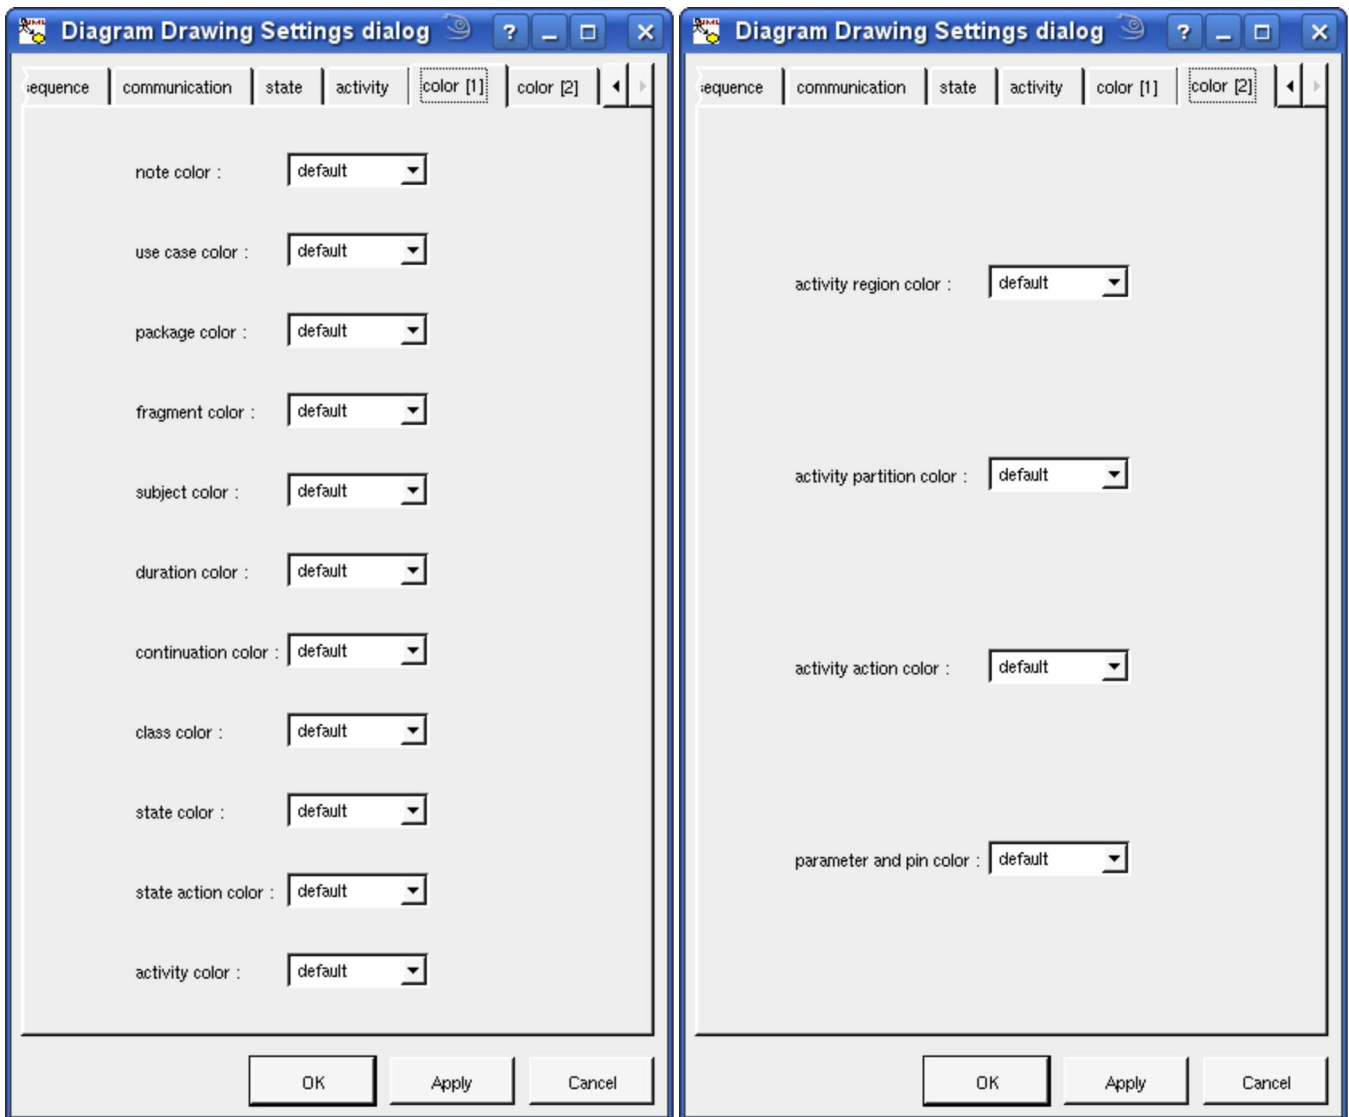 Diagram Drawing Settings dialog
sequence communication state activity color [1] color [2]
note color : default
use case color : default
package color : default
fragment color : default
subject color : default
duration color : default
continuation color : default
class color : default
state color : default
state action color : default
activity color : default
OK Apply Cancel
Diagram Drawing Settings dialog
sequence communication state activity color [1] color [2]
activity region color : default
activity partition color : default
activity action color : default
parameter and pin color : default
OK Apply Cancel